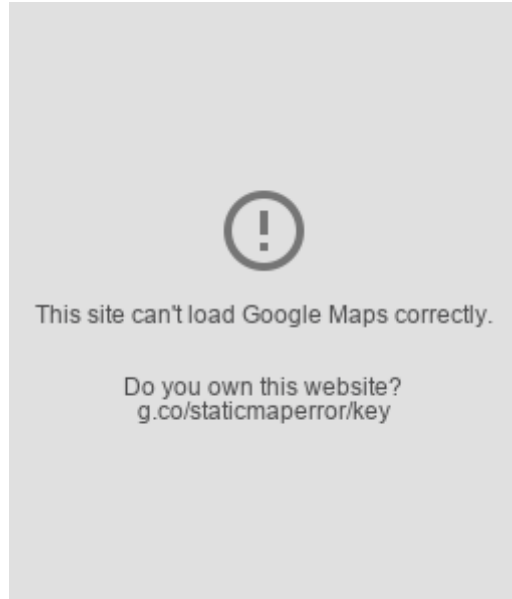 This site can't load Google Maps correctly.
Do you own this website?
g.co/staticmaperror/key